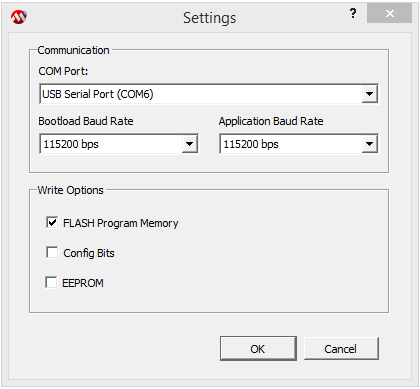 Settings
?
Communication
COM Port:
USB Serial Port (COM6)
Bootload Baud Rate
Application Baud Rate
115200 bps
115200 bps
Write Options
FLASH Program Memory
Config Bits
EEPROM
OK
Cancel